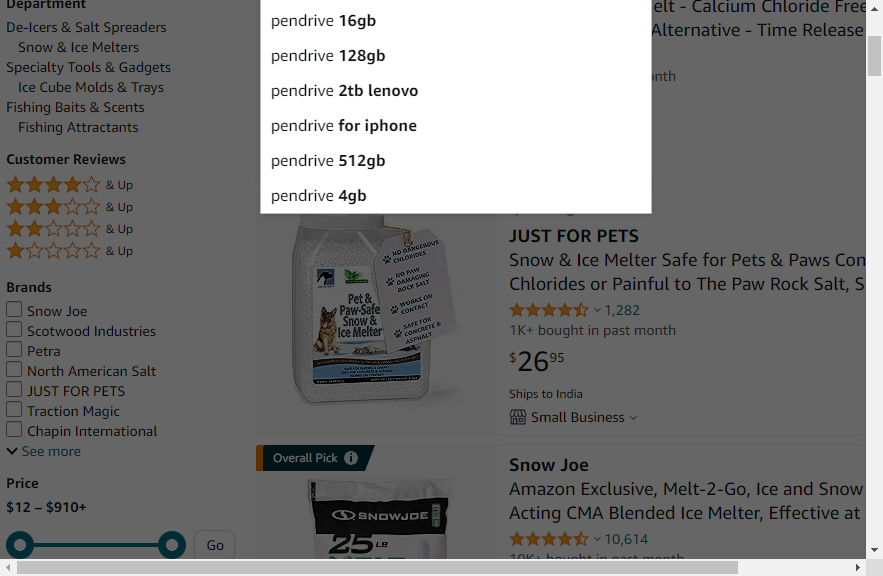 Department
De-Icers & Salt Spreaders
Snow & Ice Melters
Specialty Tools & Gadgets
Ice Cube Molds & Trays
Fishing Baits & Scents
Fishing Attractants
Customer Reviews
& Up
& Up
& Up
& Up
Brands
Snow Joe
Scotwood Industries
Petra
North American Salt
JUST FOR PETS
Traction Magic
Chapin International
See more
Price
$12 – $910+
Go
pendrive 16gb
pendrive 128gb
pendrive 2tb lenovo
pendrive for iphone
pendrive 512gb
pendrive 4gb
elt - Calcium Chloride Free
Alternative - Time Release
onth
NO DANGEROUS
CHLORIDES
NO PAW
DAMAGING
ROCK SALT
WORKS ON
CONTACT
SAFE FOR
CONCRETE &
ASPHALT
Pet &
Paw-Safe
Snow &
Ice Melter
JUST FOR PETS
Snow & Ice Melter Safe for Pets & Paws Con
Chlorides or Painful to The Paw Rock Salt, S
1,282
1K+ bought in past month
$26 95
Ships to India
Small Business
Overall Pick
SNOWJOE
25 LB
Snow Joe
Amazon Exclusive, Melt-2-Go, Ice and Snow
Acting CMA Blended Ice Melter, Effective at
10,614
10K+ bought in past month